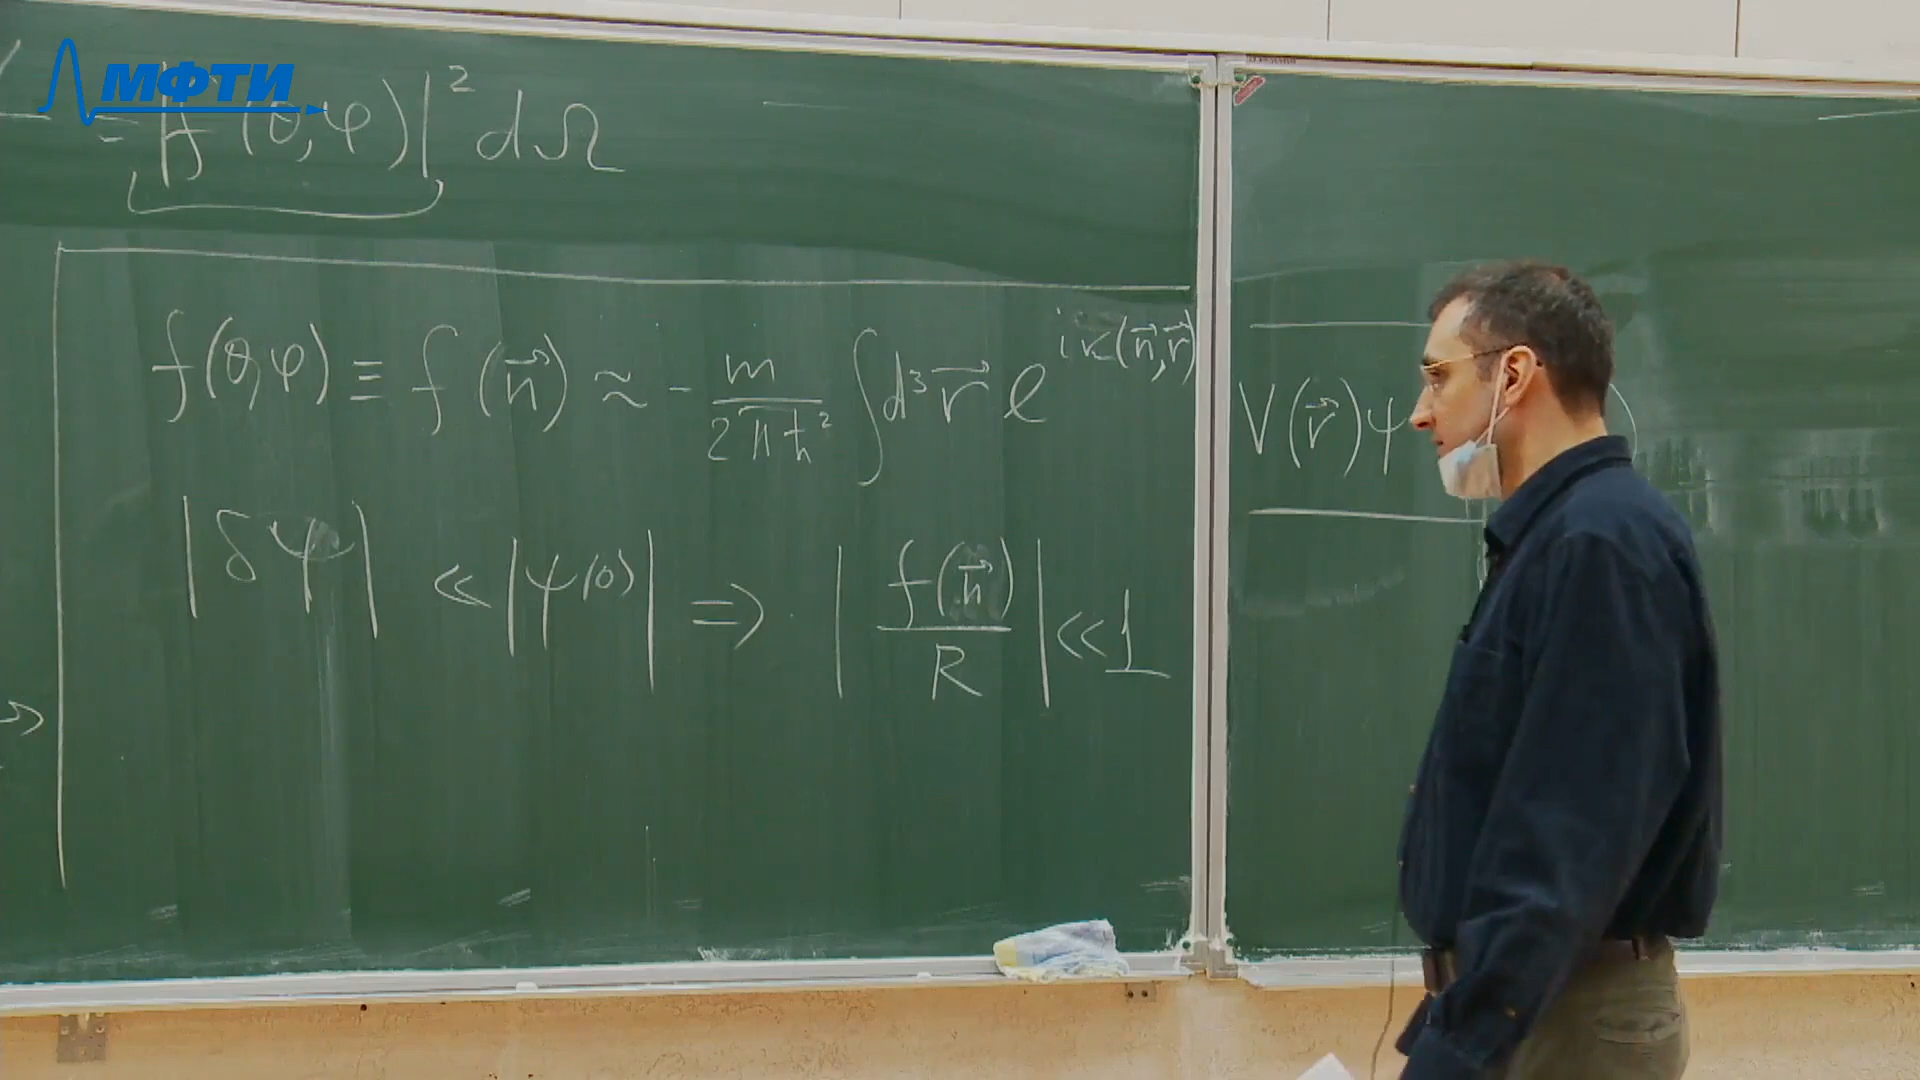 МФТИ
= |f(θ,φ)|² dΩ
f(θ,φ) ≡ f(n⃗) ≈ - m/2πħ² ∫d³r⃗ e^{iκ(n⃗,r⃗)} V(r⃗)ψ )
|δψ| ≪ |ψ(0)| ⇒ |f(n⃗)/R| ≪ 1